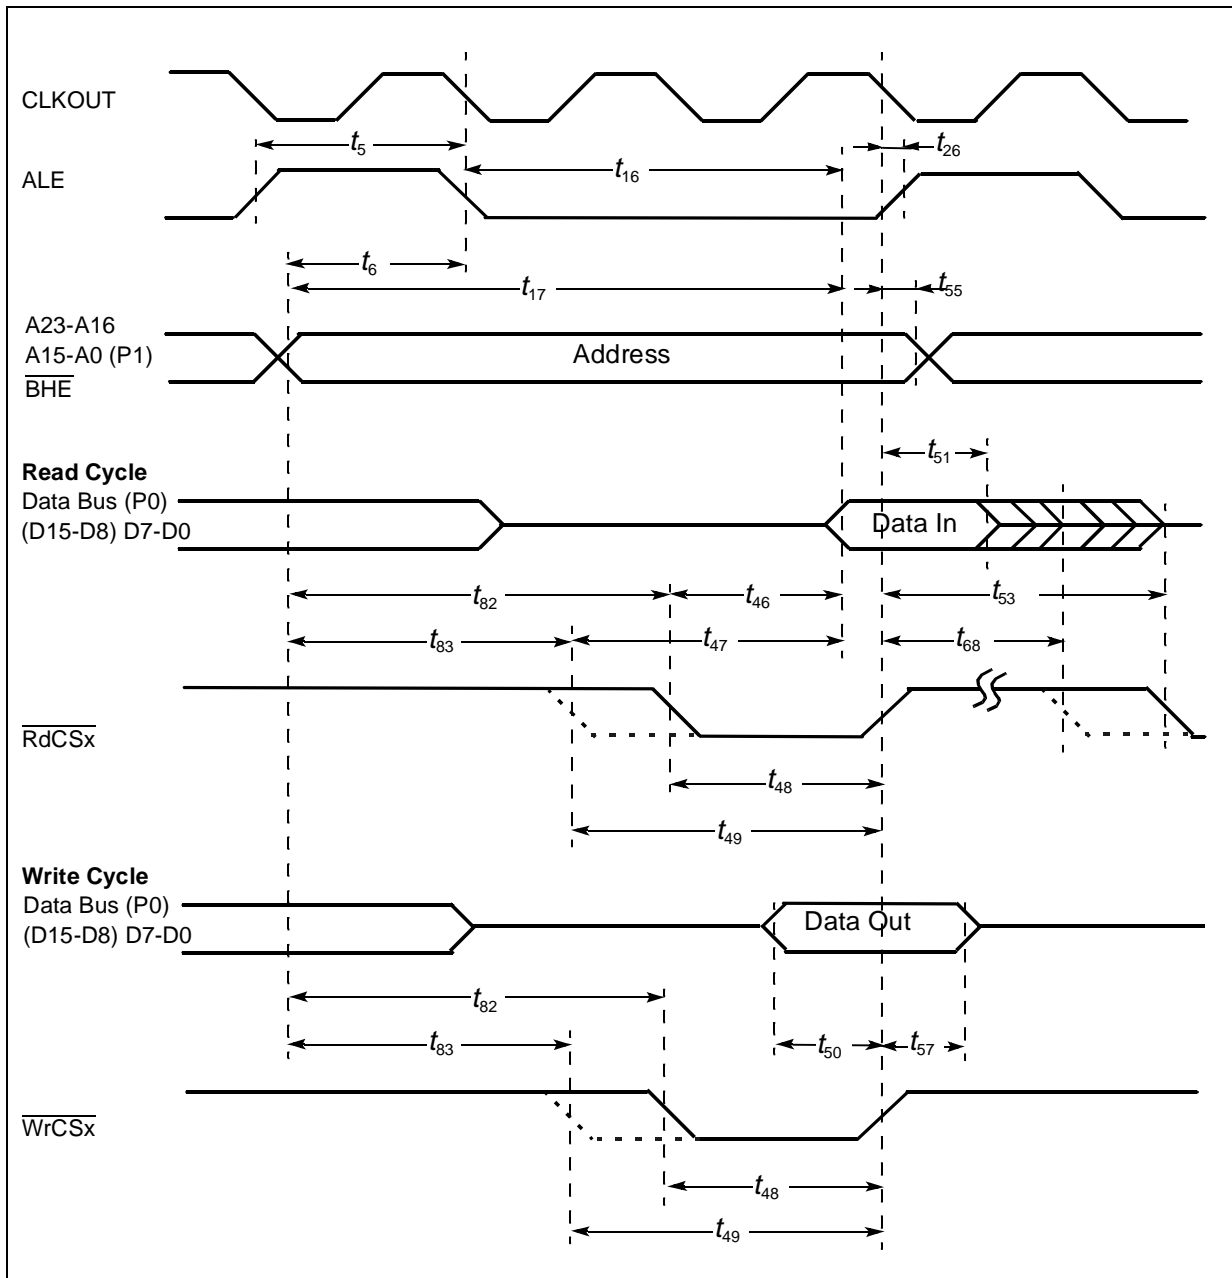 CLKOUT
t5
t26
ALE
t16
t6
t17
t55
A23-A16
A15-A0 (P1)
Address
BHE
t51
Read Cycle
Data Bus (P0)
(D15-D8) D7-D0
Data In
t82
t46
t53
t83
t47
t68
RdCSx
t48
t49
Write Cycle
Data Bus (P0)
(D15-D8) D7-D0
Data Out
t82
t83
t50
t57
WrCSx
t48
t49